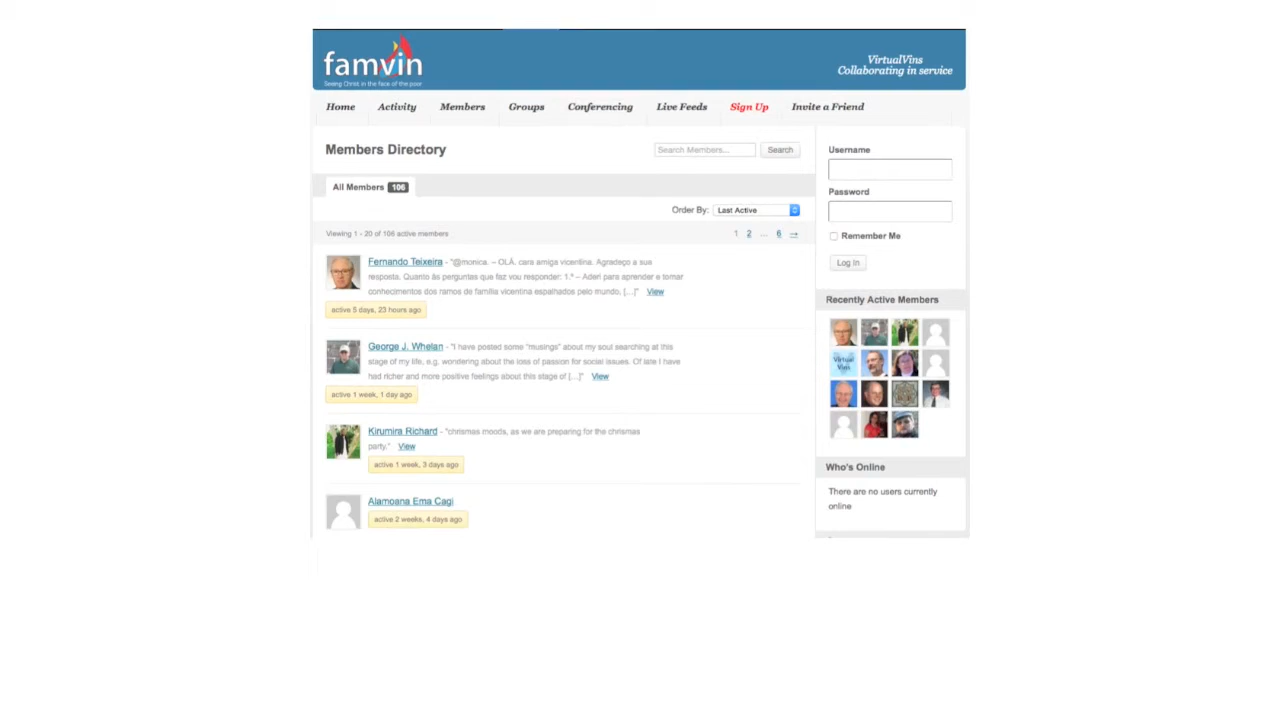 famvin
Seeing Christ in the face of the poor
VirtualVins
Collaborating in service
Home Activity Members Groups Conferencing Live Feeds Sign Up Invite a Friend
Members Directory
Search Members... Search
All Members 106
Order By: Last Active
Viewing 1 - 20 of 106 active members
1 2 ... 6 →
Fernando Teixeira - "@monica. – OLÁ, cara amiga vicentina. Agradeço a sua
resposta. Quanto às perguntas que faz vou responder: 1.ª – Aderi para aprender e tomar
conhecimentos dos ramos de família vicentina espalhados pelo mundo, [...]" View
active 5 days, 23 hours ago
George J. Whelan - "I have posted some "musings" about my soul searching at this
stage of my life, e.g. wondering about the loss of passion for social issues. Of late I have
had richer and more positive feelings about this stage of [...]" View
active 1 week, 1 day ago
Kirumira Richard - "chrismas moods, as we are preparing for the chrismas
party." View
active 1 week, 3 days ago
Alamoana Ema Cagi
active 2 weeks, 4 days ago
Username
Password
Remember Me
Log In
Recently Active Members
Virtual
Vins
Who's Online
There are no users currently
online